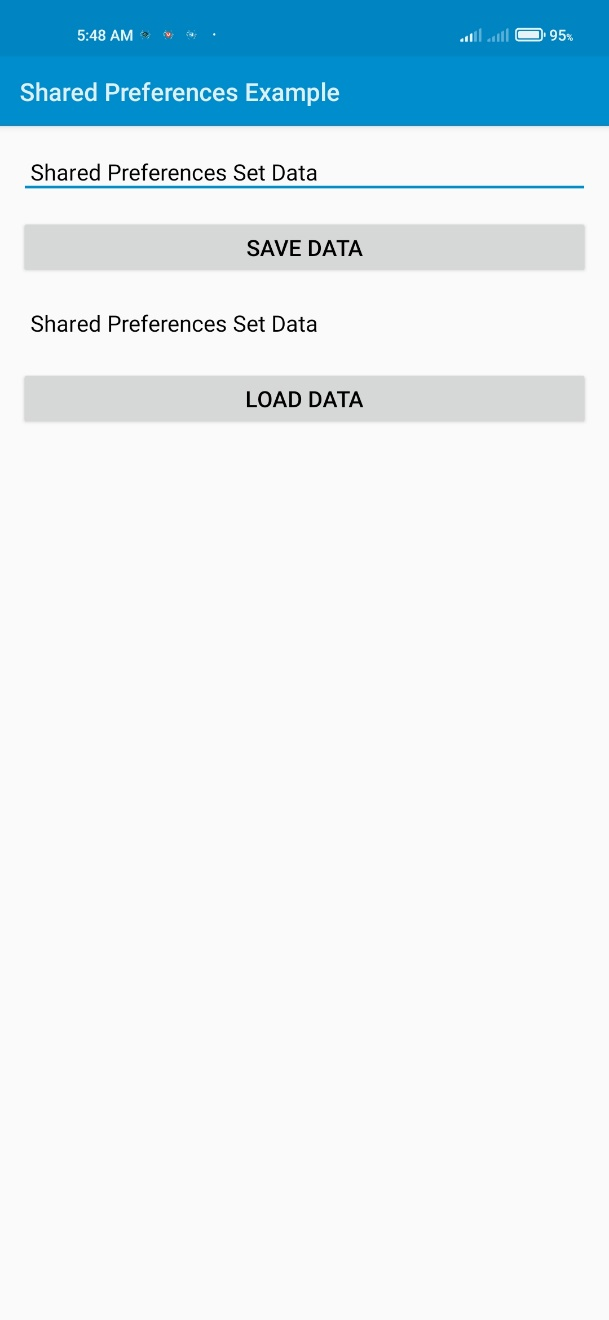 5:48 AM 95%
Shared Preferences Example
Shared Preferences Set Data
SAVE DATA
Shared Preferences Set Data
LOAD DATA